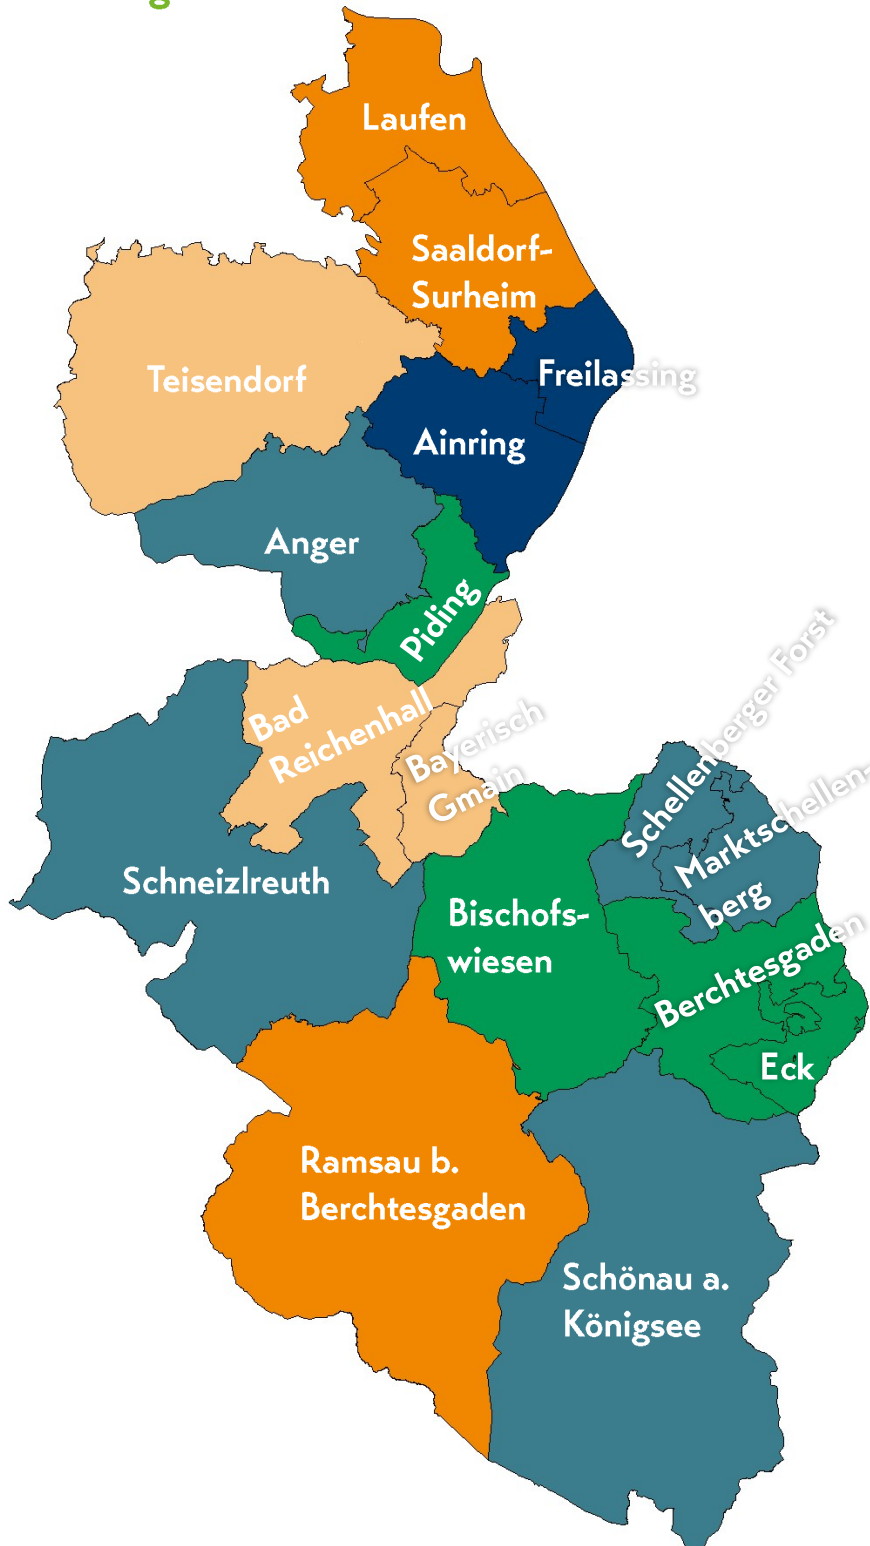 Laufen
Saaldorf-
Surheim
Freilassing
Teisendorf
Ainring
Anger
Piding
Bad
Reichenhall
Bayerisch
Gmain
Schellenberger Forst
Marktschellen-
berg
Schneizlreuth
Bischofs-
wiesen
Berchtesgaden
Eck
Ramsau b.
Berchtesgaden
Schönau a.
Königsee